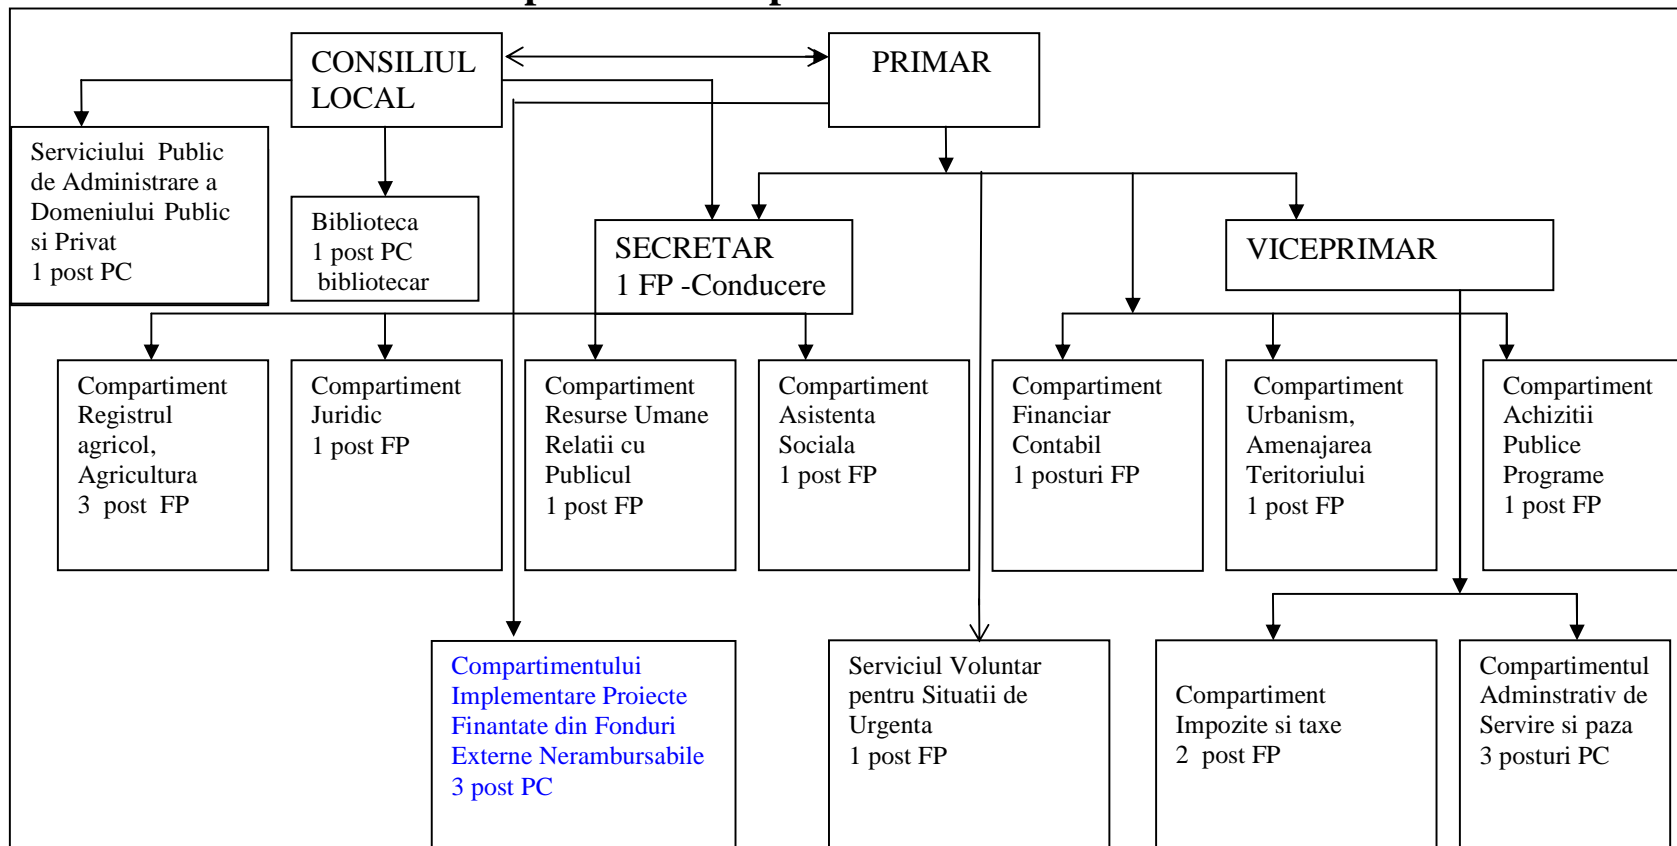 CONSILIUL
LOCAL
PRIMAR
Serviciului Public
de Administrare a
Domeniului Public
si Privat
1 post PC
Biblioteca
1 post PC
bibliotecar
SECRETAR
1 FP -Conducere
VICEPRIMAR
Compartiment
Registrul
agricol,
Agricultura
3 post FP
Compartiment
Juridic
1 post FP
Compartiment
Resurse Umane
Relatii cu
Publicul
1 post FP
Compartiment
Asistenta
Sociala
1 post FP
Compartiment
Financiar
Contabil
1 posturi FP
Compartiment
Urbanism,
Amenajarea
Teritoriului
1 post FP
Compartiment
Achizitii
Publice
Programe
1 post FP
Compartimentului
Implementare Proiecte
Finantate din Fonduri
Externe Nerambursabile
3 post PC
Serviciul Voluntar
pentru Situatii de
Urgenta
1 post FP
Compartiment
Impozite si taxe
2 post FP
Compartimentul
Adminstrativ de
Servire si paza
3 posturi PC